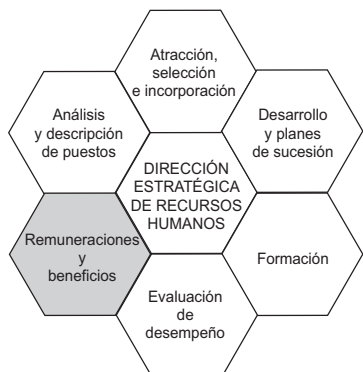 Atracción,
selección
e incorporación
Análisis
y descripción
de puestos
Desarrollo
y planes
de sucesión
DIRECCIÓN
ESTRATÉGICA
DE RECURSOS
HUMANOS
Remuneraciones
y
beneficios
Formación
Evaluación
de
desempeño